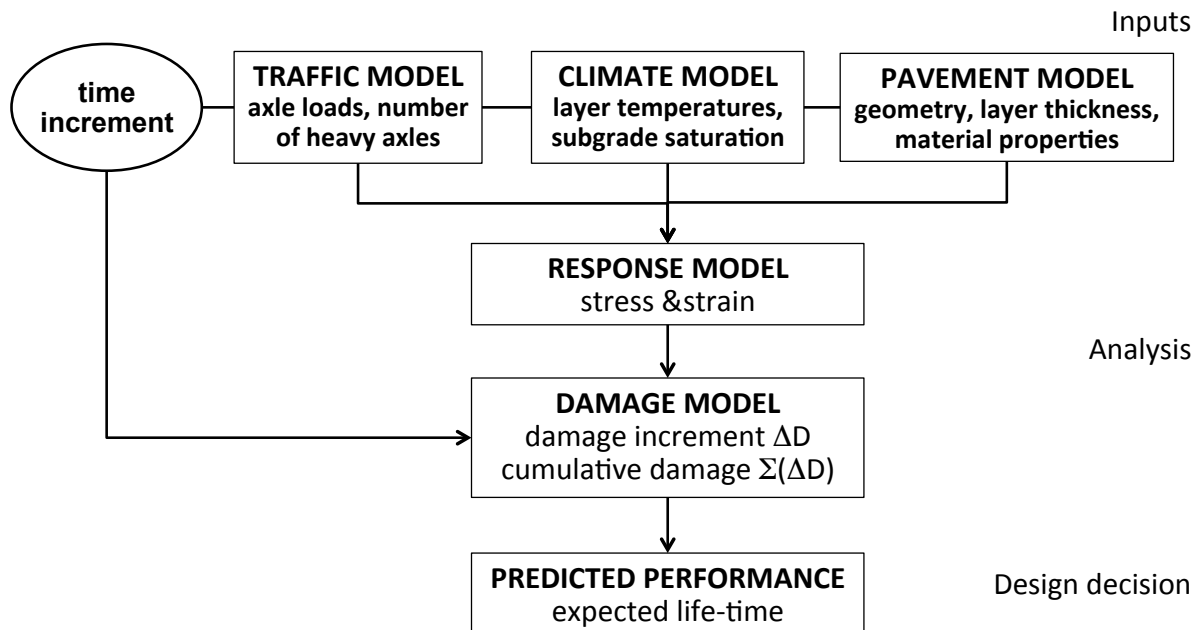 Inputs
time
increment
TRAFFIC MODEL
axle loads, number
of heavy axles
CLIMATE MODEL
layer temperatures,
subgrade saturation
PAVEMENT MODEL
geometry, layer thickness,
material properties
RESPONSE MODEL
stress &strain
Analysis
DAMAGE MODEL
damage increment ΔD
cumulative damage Σ(ΔD)
PREDICTED PERFORMANCE
expected life-time
Design decision